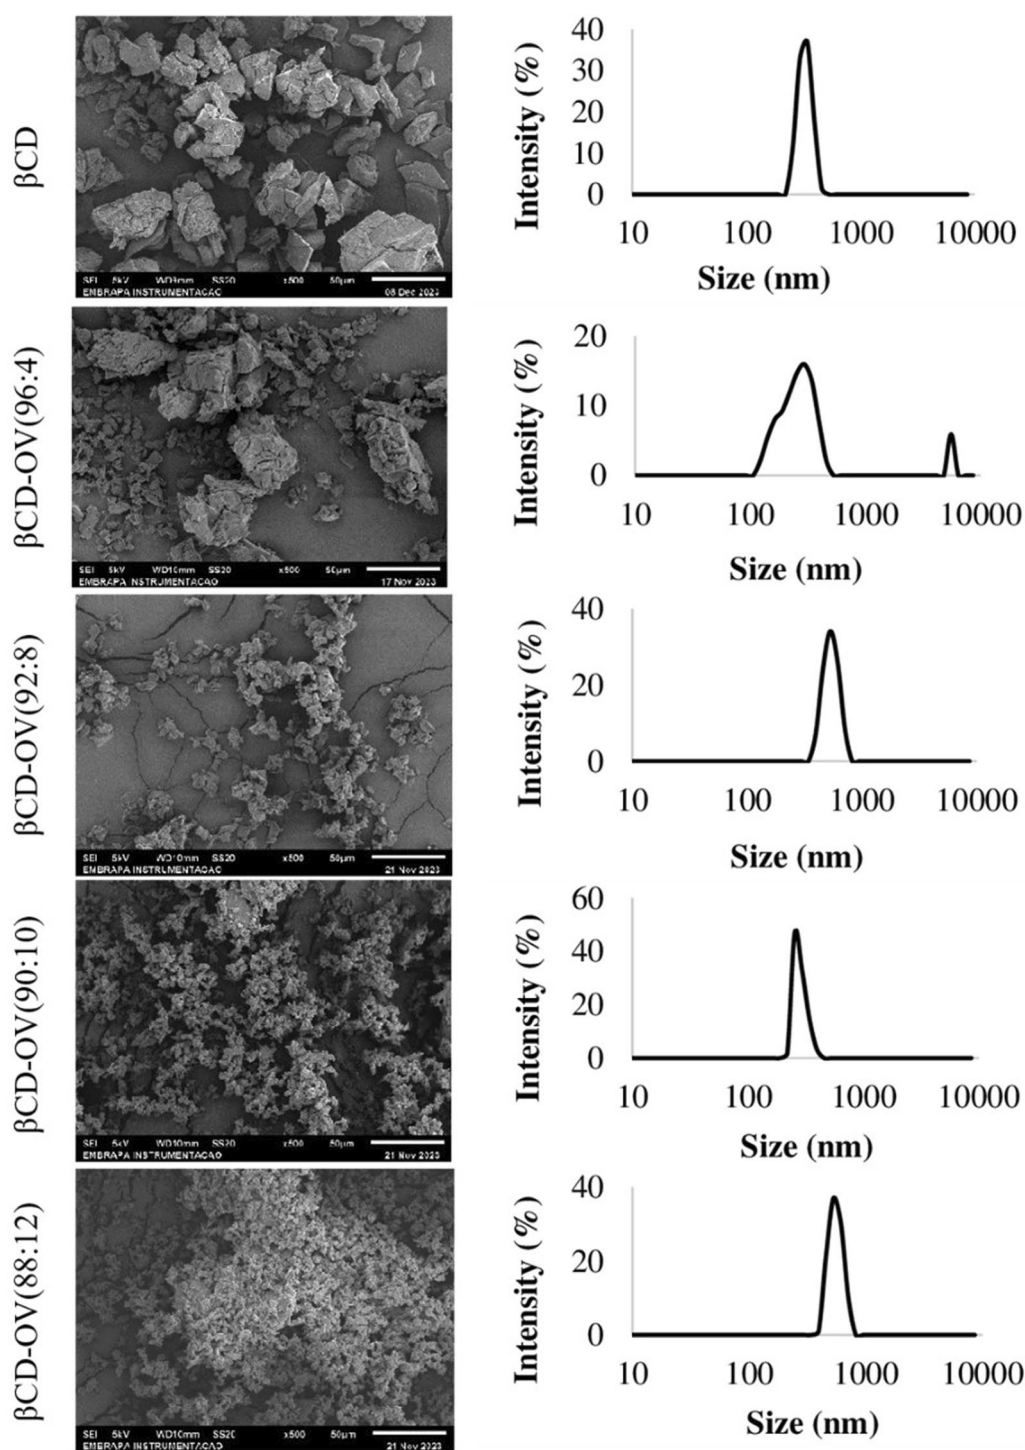 βCD
SEI 5kV WD9mm SS20 x500 50μm
EMBRAPA INSTRUMENTACAO 08 Dec 2023
40
30
20
10
0
Intensity (%)
10 100 1000 10000
Size (nm)
βCD-OV(96:4)
SEI 5kV WD10mm SS20 x500 50μm
EMBRAPA INSTRUMENTACAO 17 Nov 2023
20
10
0
Intensity (%)
10 100 1000 10000
Size (nm)
βCD-OV(92:8)
SEI 5kV WD10mm SS20 x500 50μm
EMBRAPA INSTRUMENTACAO 21 Nov 2023
40
20
0
Intensity (%)
10 100 1000 10000
Size (nm)
βCD-OV(90:10)
SEI 5kV WD10mm SS20 x500 50μm
EMBRAPA INSTRUMENTACAO 21 Nov 2023
60
40
20
0
Intensity (%)
10 100 1000 10000
Size (nm)
βCD-OV(88:12)
SEI 5kV WD10mm SS20 x500 50μm
EMBRAPA INSTRUMENTACAO 21 Nov 2023
40
20
0
Intensity (%)
10 100 1000 10000
Size (nm)